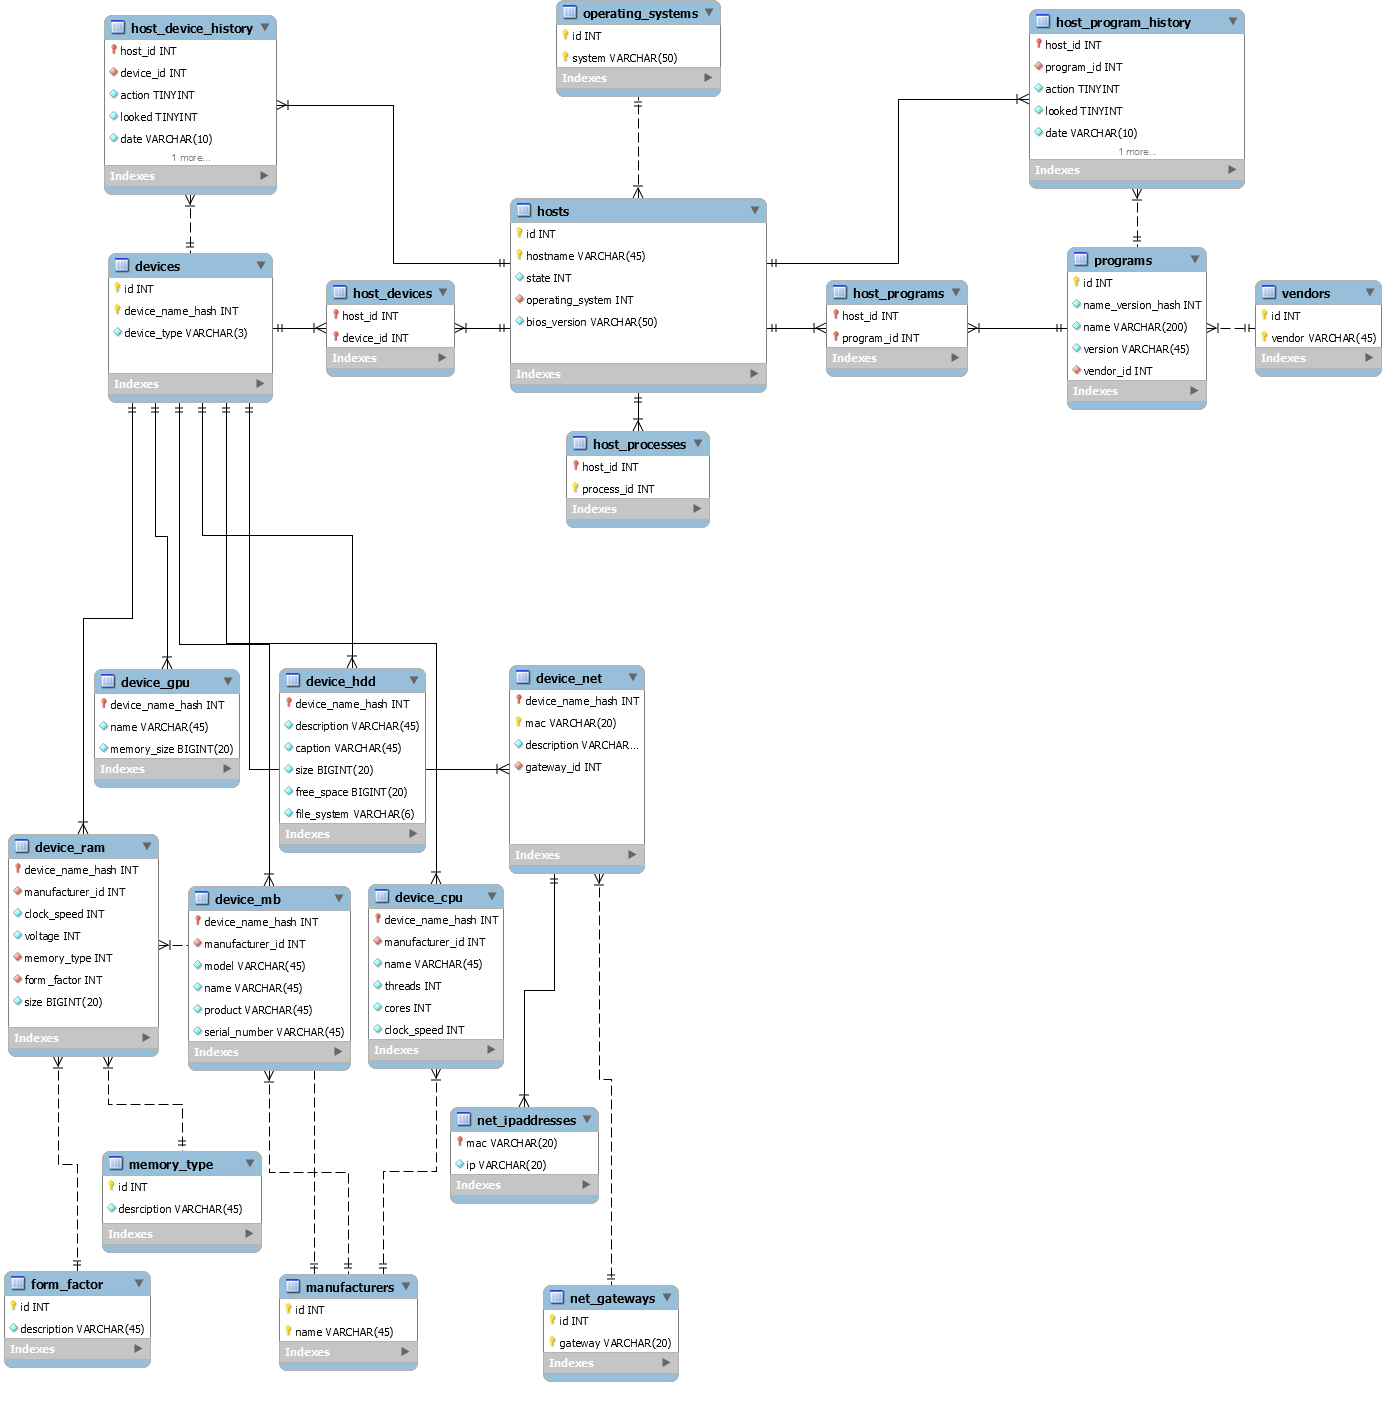 host_device_history
host_id INT
device_id INT
action TINYINT
looked TINYINT
date VARCHAR(10)
1 more...
Indexes
operating_systems
id INT
system VARCHAR(50)
Indexes
host_program_history
host_id INT
program_id INT
action TINYINT
looked TINYINT
date VARCHAR(10)
1 more...
Indexes
devices
id INT
device_name_hash INT
device_type VARCHAR(3)
Indexes
host_devices
host_id INT
device_id INT
Indexes
hosts
id INT
hostname VARCHAR(45)
state INT
operating_system INT
bios_version VARCHAR(50)
Indexes
host_programs
host_id INT
program_id INT
Indexes
programs
id INT
name_version_hash INT
name VARCHAR(200)
version VARCHAR(45)
vendor_id INT
Indexes
vendors
id INT
vendor VARCHAR(45)
Indexes
host_processes
host_id INT
process_id INT
Indexes
device_gpu
device_name_hash INT
name VARCHAR(45)
memory_size BIGINT(20)
Indexes
device_hdd
device_name_hash INT
description VARCHAR(45)
caption VARCHAR(45)
size BIGINT(20)
free_space BIGINT(20)
file_system VARCHAR(6)
Indexes
device_net
device_name_hash INT
mac VARCHAR(20)
description VARCHAR...
gateway_id INT
Indexes
device_ram
device_name_hash INT
manufacturer_id INT
clock_speed INT
voltage INT
memory_type INT
form_factor INT
size BIGINT(20)
Indexes
device_mb
device_name_hash INT
manufacturer_id INT
model VARCHAR(45)
name VARCHAR(45)
product VARCHAR(45)
serial_number VARCHAR(45)
Indexes
device_cpu
device_name_hash INT
manufacturer_id INT
name VARCHAR(45)
threads INT
cores INT
clock_speed INT
Indexes
net_ipaddresses
mac VARCHAR(20)
ip VARCHAR(20)
Indexes
memory_type
id INT
desrciption VARCHAR(45)
Indexes
form_factor
id INT
description VARCHAR(45)
Indexes
manufacturers
id INT
name VARCHAR(45)
Indexes
net_gateways
id INT
gateway VARCHAR(20)
Indexes